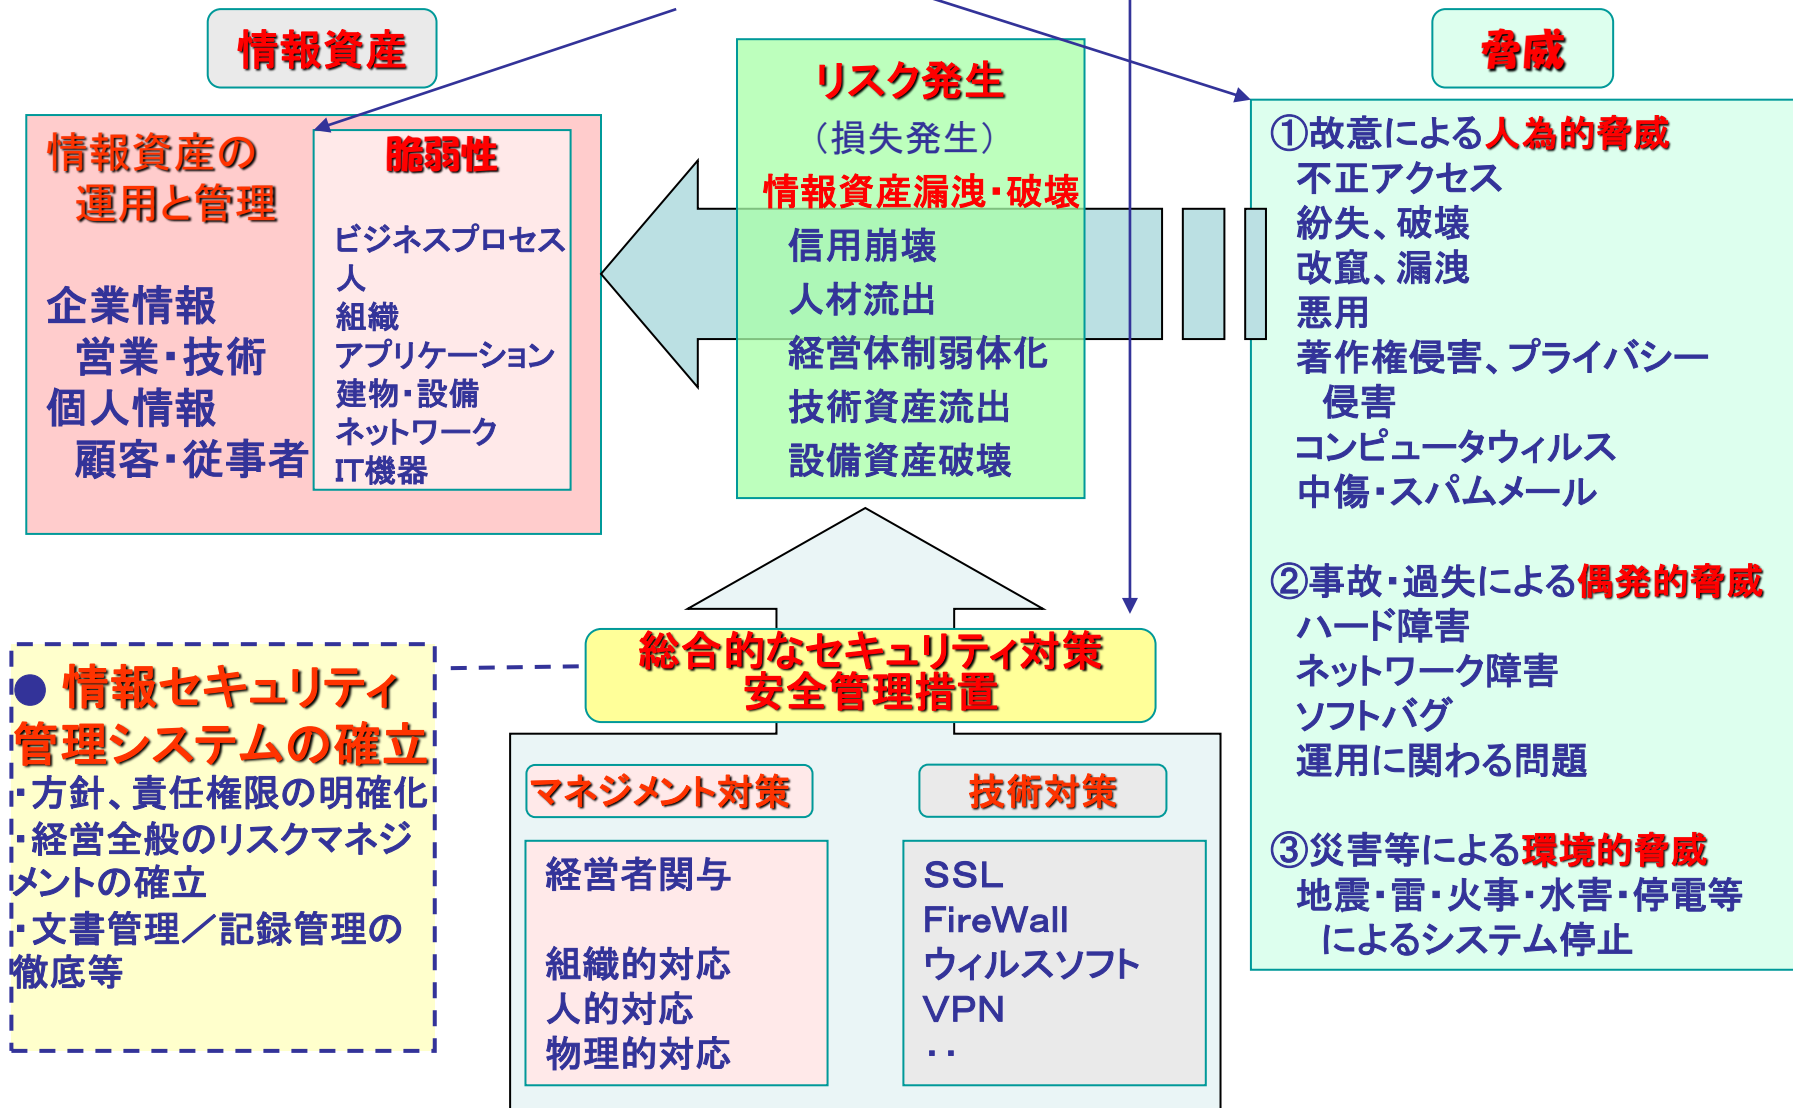 情報資産
情報資産の
運用と管理
企業情報
営業・技術
個人情報
顧客・従事者
脆弱性
ビジネスプロセス
人
組織
アプリケーション
建物・設備
ネットワーク
IT機器
リスク発生
（損失発生）
情報資産漏洩・破壊
信用崩壊
人材流出
経営体制弱体化
技術資産流出
設備資産破壊
脅威
①故意による人為的脅威
不正アクセス
紛失、破壊
改竄、漏洩
悪用
著作権侵害、プライバシー
侵害
コンピュータウィルス
中傷・スパムメール
②事故・過失による偶発的脅威
ハード障害
ネットワーク障害
ソフトバグ
運用に関わる問題
③災害等による環境的脅威
地震・雷・火事・水害・停電等
によるシステム停止
● 情報セキュリティ
管理システムの確立
・方針、責任権限の明確化
・経営全般のリスクマネジ
メントの確立
・文書管理／記録管理の
徹底等
総合的なセキュリティ対策
安全管理措置
マネジメント対策
経営者関与
組織的対応
人的対応
物理的対応
技術対策
SSL
FireWall
ウィルスソフト
VPN
・・